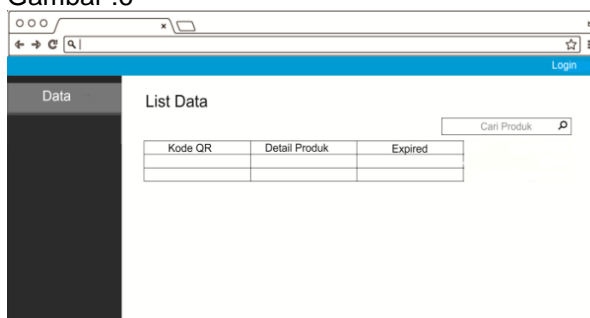 Gambar .6
Login
Data
List Data
Cari Produk
Kode QR Detail Produk Expired